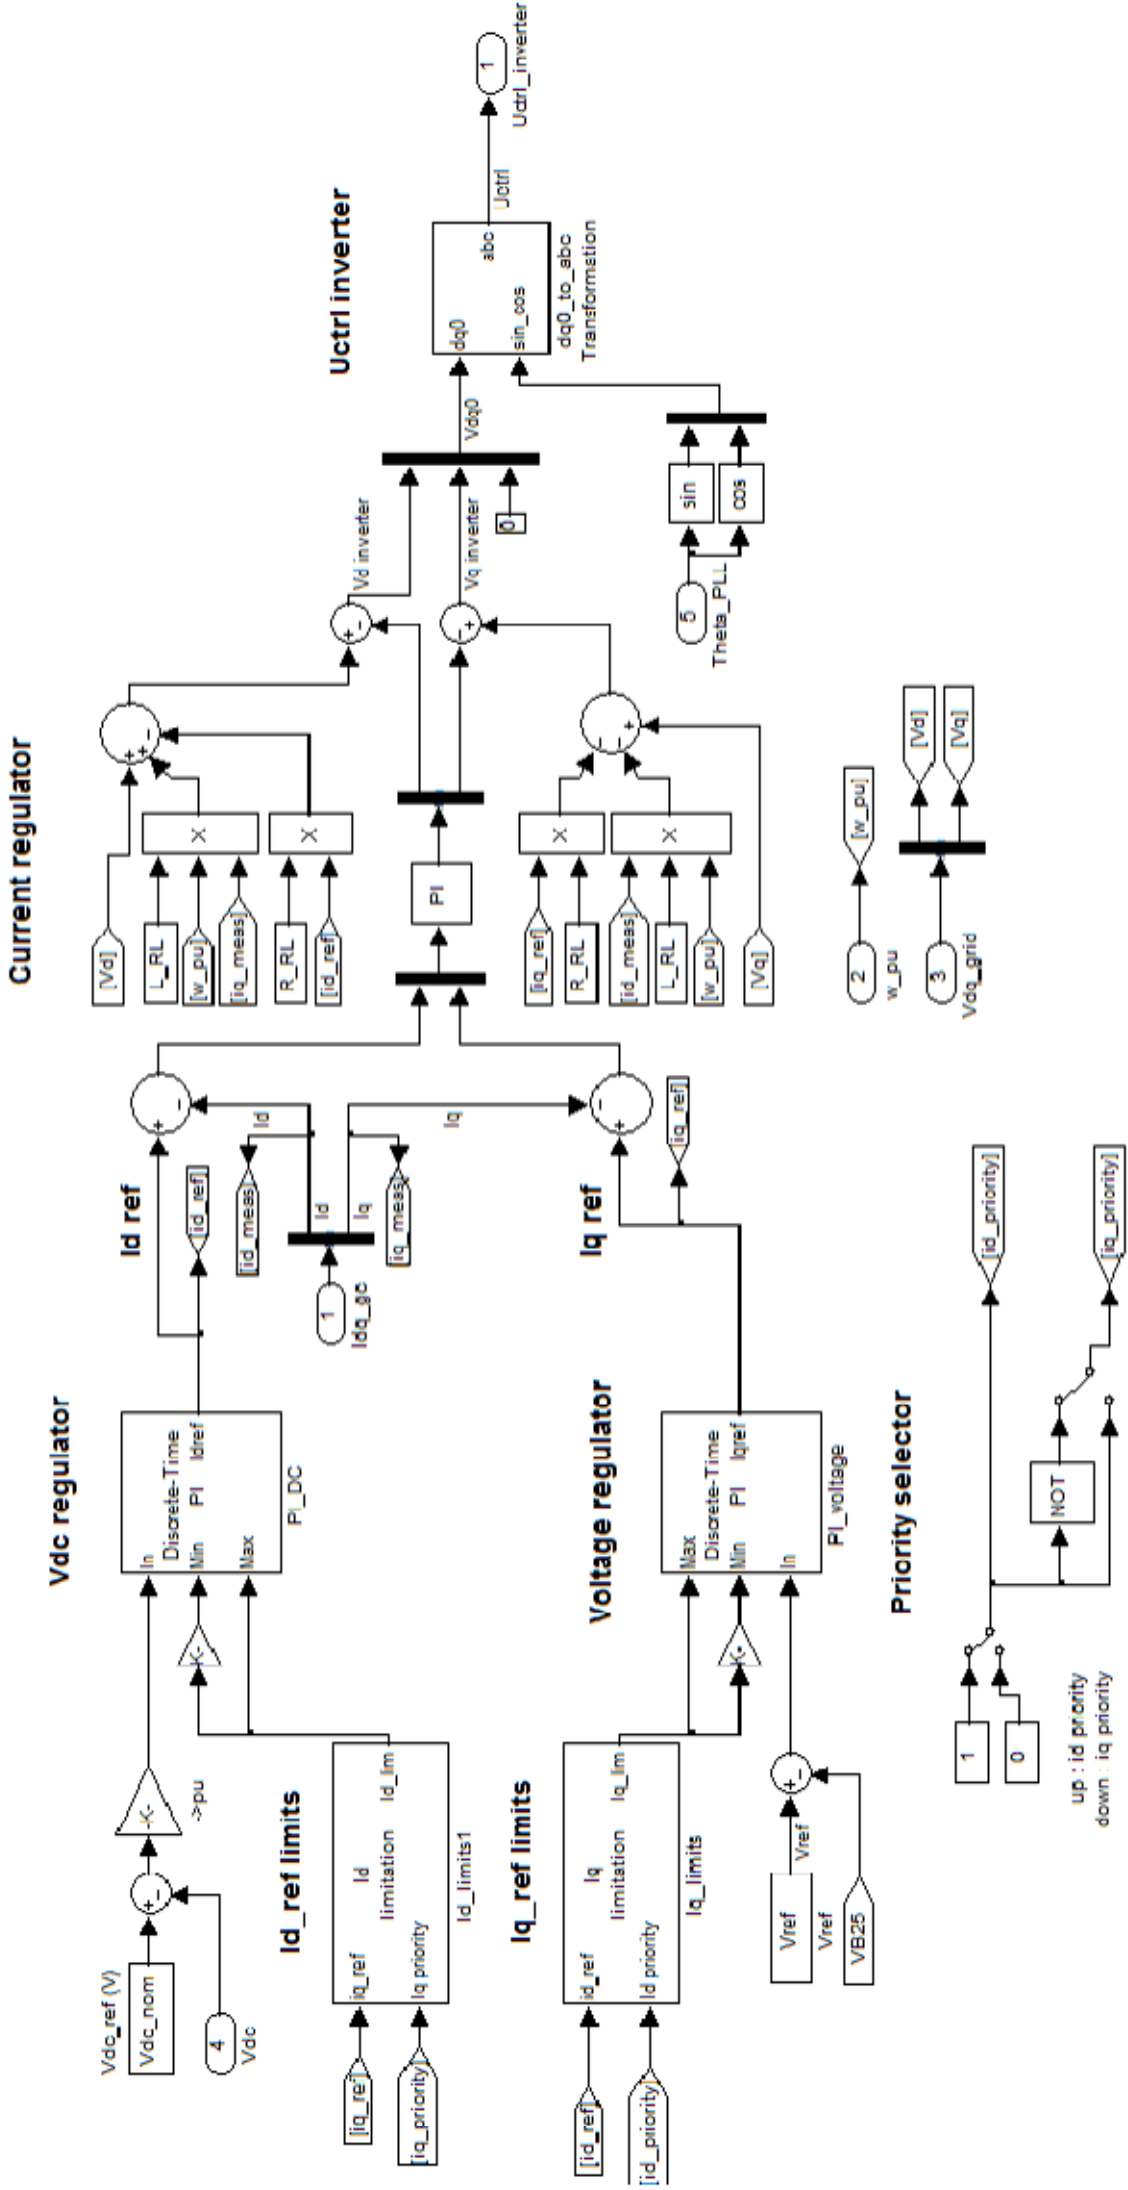 Current regulator
Uctrl inverter
Vdc regulator
Id ref
Iq ref
Id_ref limits
Iq_ref limits
Voltage regulator
Priority selector
Vdc_ref (V)
Vdc_nom
4
Vdc
+
-
-K-
->pu
[iq_ref]
[iq_priority]
iq_ref
Iq priority
Id
limitation
Id_lim
Id_limits1
K-
In
Min
Max
Discrete-Time
PI
Idref
PI_DC
[id_ref]
[id_priority]
id_ref
Id priority
Iq
limitation
Iq_lim
Iq_limits
Vref
Vref
Vref
VB25
+
-
K-
Max
Min
In
Discrete-Time
PI
Iqref
PI_voltage
1
0
up : id priority
down : iq priority
NOT
[id_priority]
[iq_priority]
[id_ref]
[id_meas]
1
Idq_gc
Id
Iq
Id
Iq
[iq_meas]
[iq_ref]
+
-
-
+
[Vd]
L_RL
[w_pu]
[iq_meas]
X
R_RL
[id_ref]
X
+
+
-
PI
[iq_ref]
R_RL
X
[id_meas]
L_RL
[w_pu]
X
[Vq]
-
-
+
+
-
-
+
Vd inverter
Vq inverter
0
Vdq0
dq0
sin_cos
abc
dq0_to_abc
Transformation
Uctrl
1
Uctrl_inverter
5
Theta_PLL
sin
cos
2
w_pu
[w_pu]
3
Vdq_grid
[Vd]
[Vq]